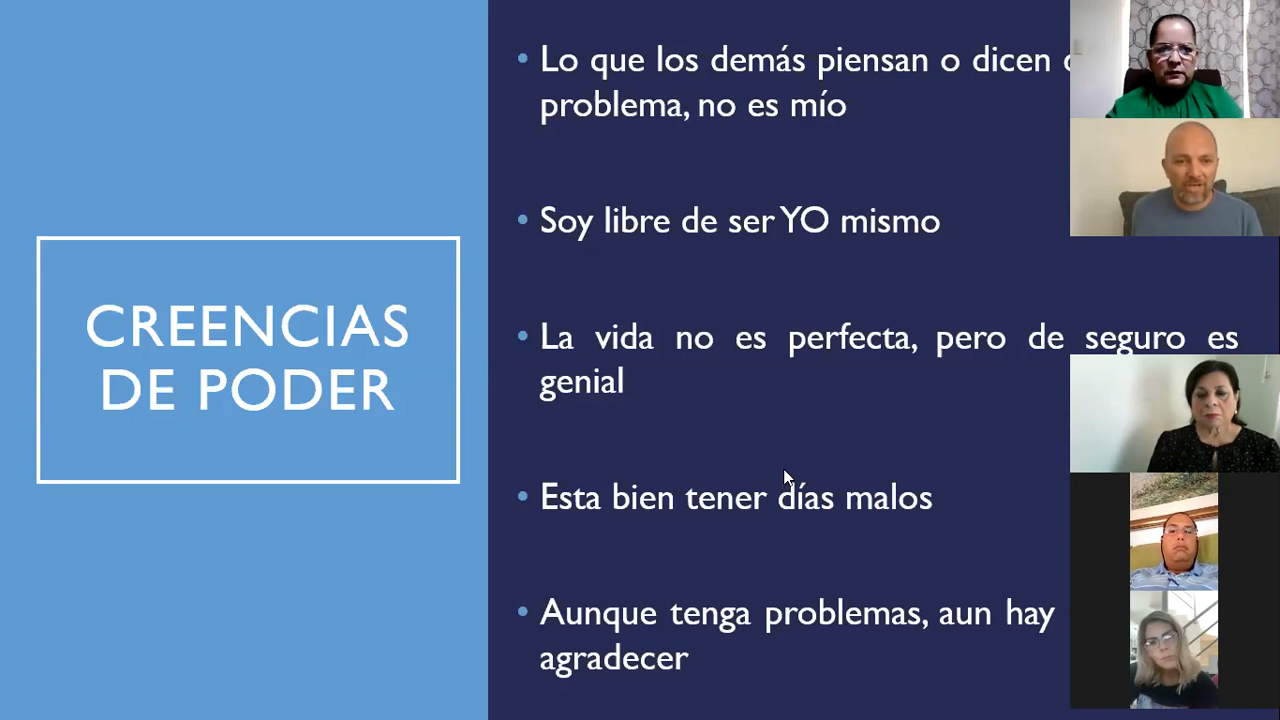 CREENCIAS
DE PODER
• Lo que los demás piensan o dicen
problema, no es mío
• Soy libre de ser YO mismo
• La vida no es perfecta, pero de seguro es
genial
• Esta bien tener días malos
• Aunque tenga problemas, aun hay
agradecer